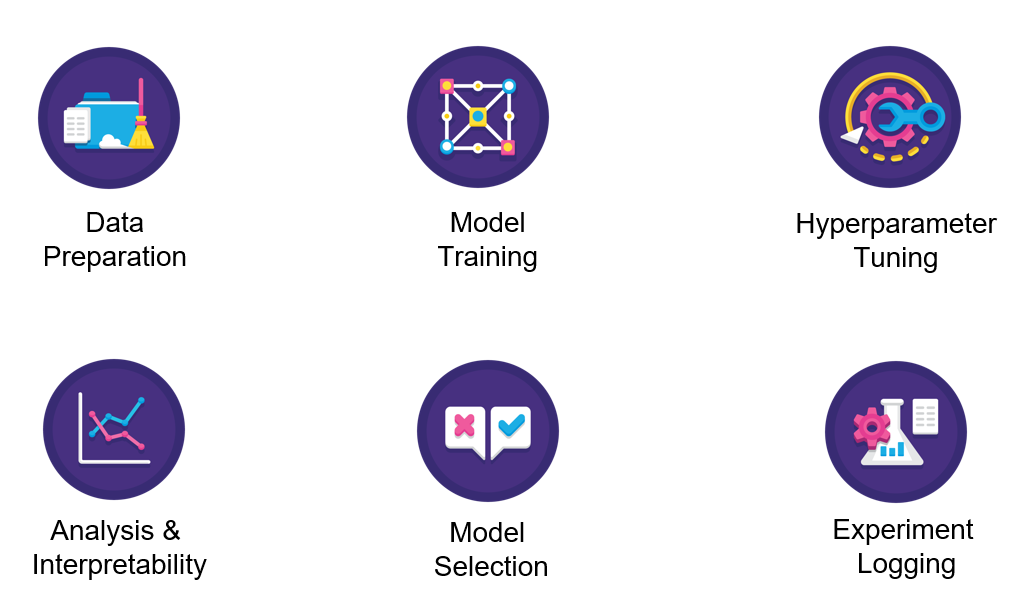 Data
Preparation
Model
Training
Hyperparameter
Tuning
Analysis &
Interpretability
Model
Selection
Experiment
Logging